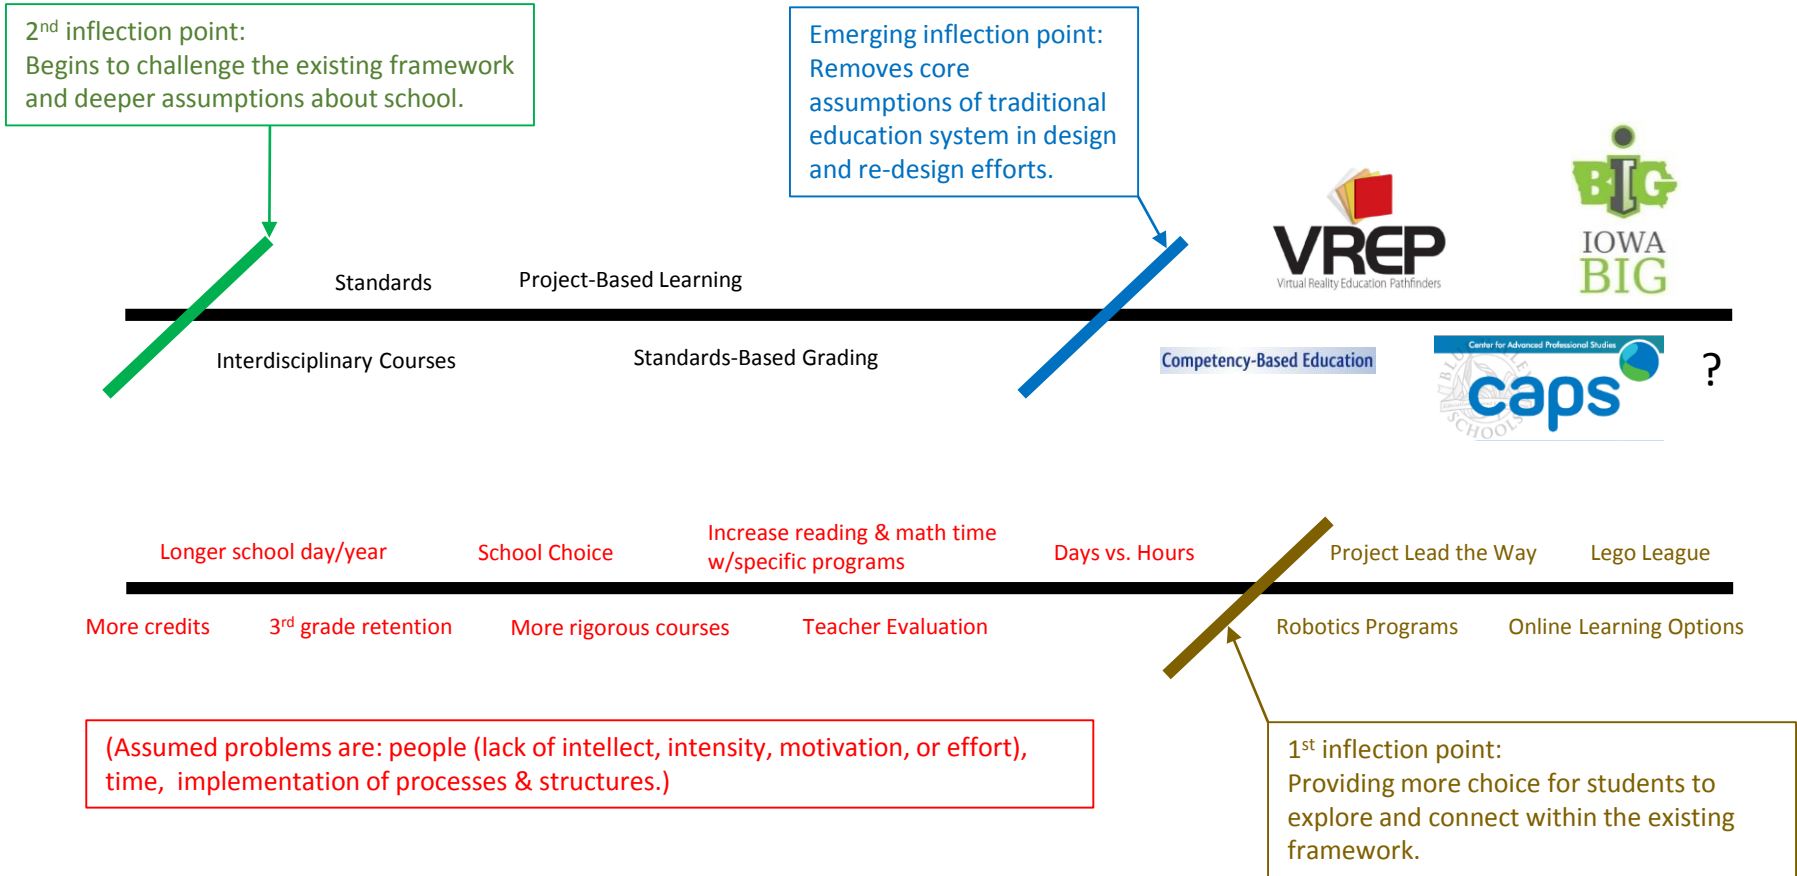 2nd inflection point:
Begins to challenge the existing framework
and deeper assumptions about school.
Emerging inflection point:
Removes core
assumptions of traditional
education system in design
and re-design efforts.
Standards
Project-Based Learning
VREP
Virtual Reality Education Pathfinders
BIG
IOWA
BIG
Interdisciplinary Courses
Standards-Based Grading
Competency-Based Education
Center for Advanced Professional Studies
caps
SCHOOLS
?
Longer school day/year
School Choice
Increase reading & math time
w/specific programs
Days vs. Hours
Project Lead the Way
Lego League
More credits
3rd grade retention
More rigorous courses
Teacher Evaluation
Robotics Programs
Online Learning Options
(Assumed problems are: people (lack of intellect, intensity, motivation, or effort),
time, implementation of processes & structures.)
1st inflection point:
Providing more choice for students to
explore and connect within the existing
framework.